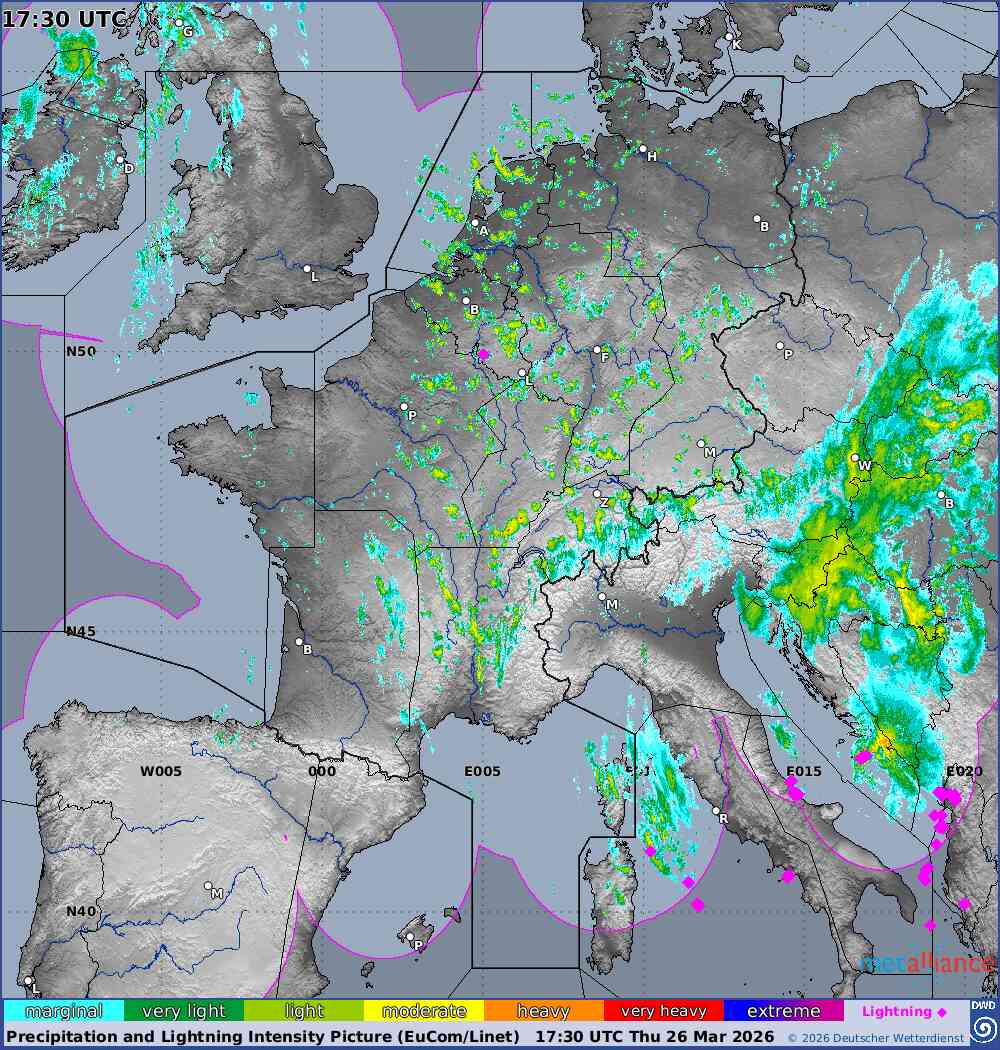 17:30 UTC
G
K
D
H
A
B
L
B
N50
P
F
L
P
M
W
Z
B
M
N45
B
W005
000
E005
E015
E020
R
M
N40
P
L
metalliance
marginal very light light moderate heavy very heavy extreme Lightning
DWD
Precipitation and Lightning Intensity Picture (EuCom/Linet) 17:30 UTC Thu 26 Mar 2026 © 2026 Deutscher Wetterdienst